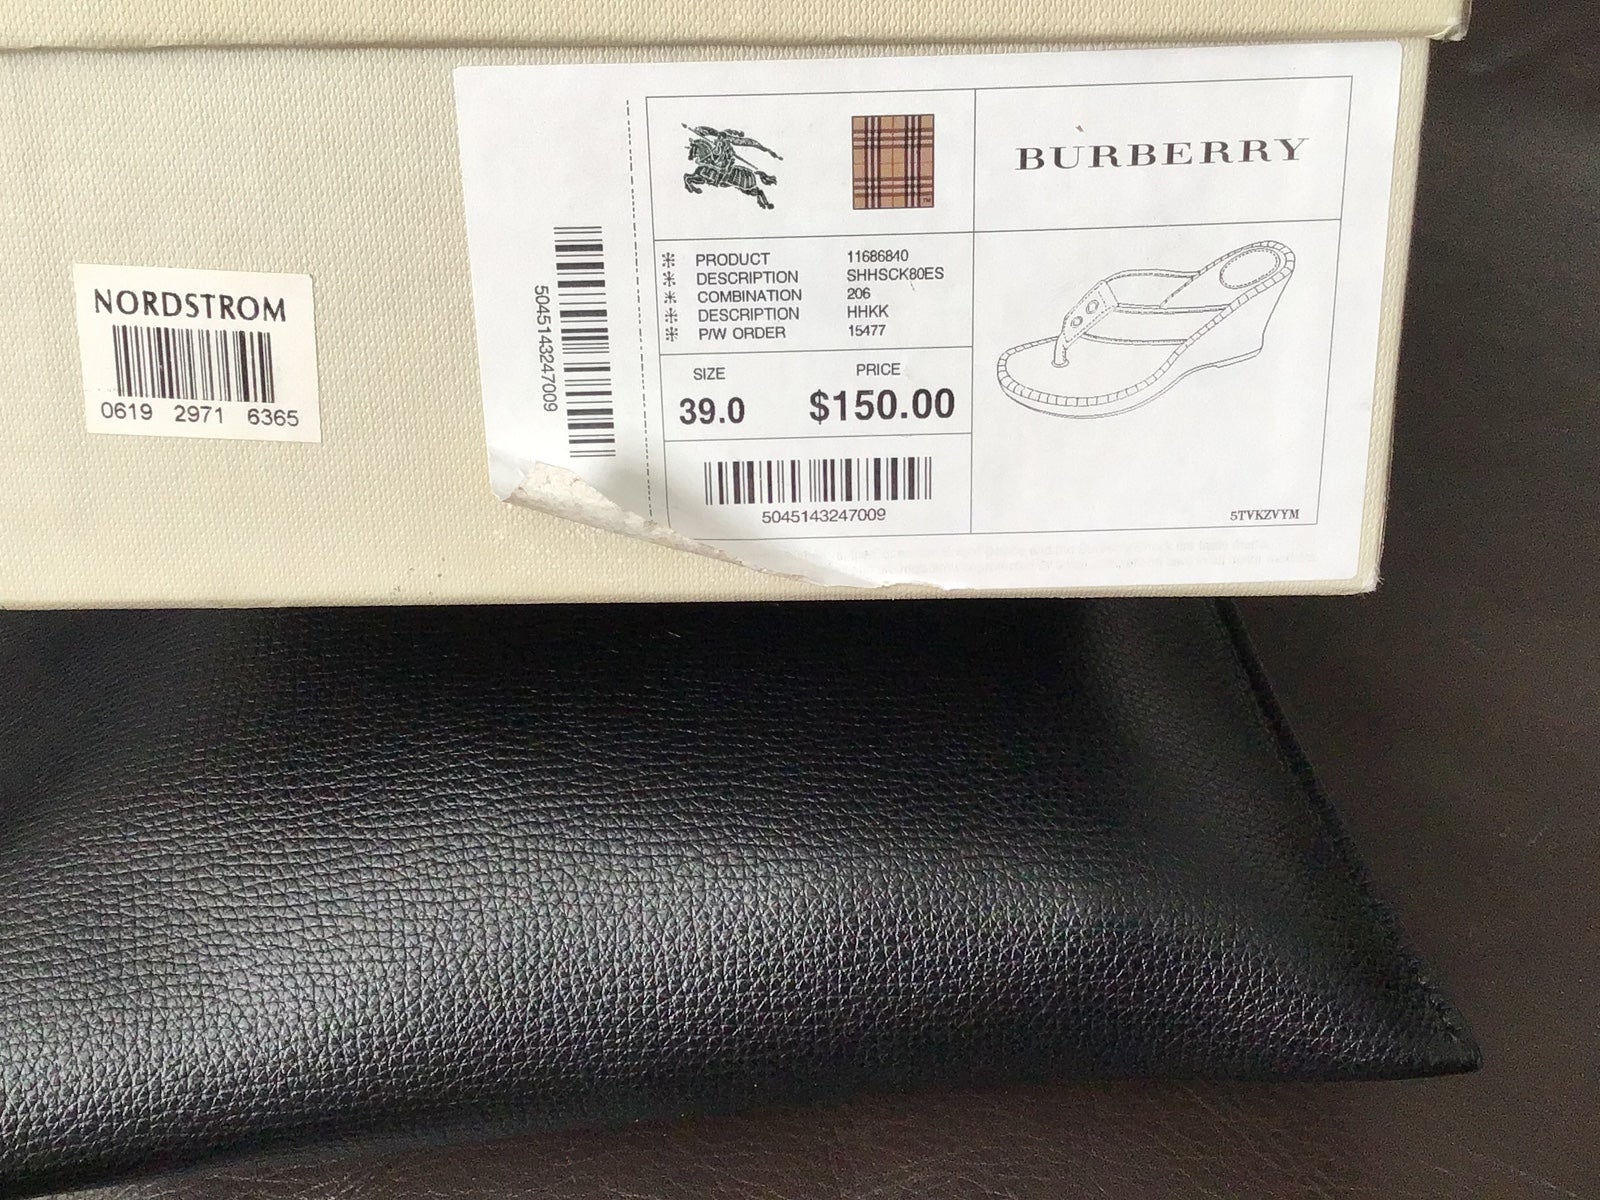 NORDSTROM
0619 2971 6365
5045143247009
BURBERRY
PRODUCT 11686840
DESCRIPTION SHHSCK80ES
COMBINATION 206
DESCRIPTION HHKK
P/W ORDER 15477
SIZE PRICE
39.0 $150.00
5045143247009
5TVKZVYM